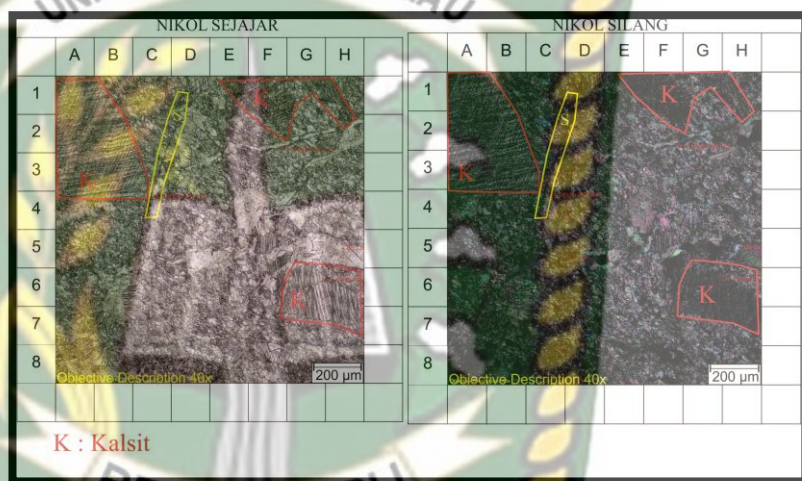 NIKOL SEJAJAR
NIKOL SILANG
A B C D E F G H
A B C D E F G H
1
2
3
4
5
6
7
8
1
2
3
4
5
6
7
8
K
K
K
S
K
K
K
S
Objective Description 40x
200 µm
Objective Description 40x
200 µm
K : Kalsit